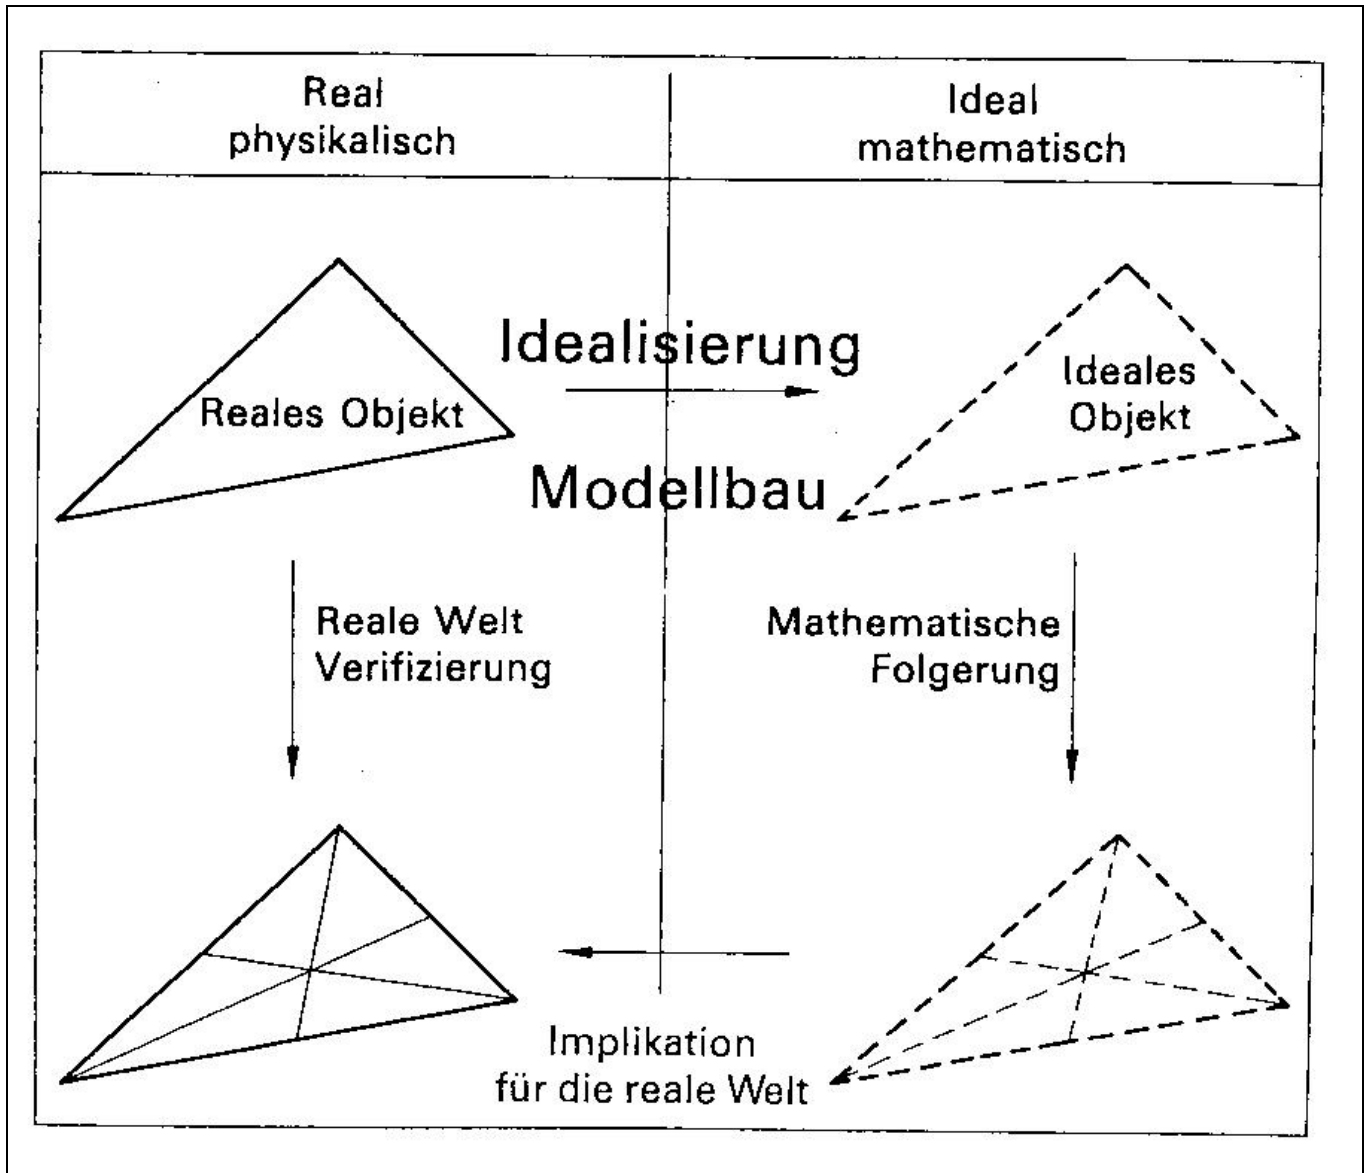 Real
physikalisch
Ideal
mathematisch
Idealisierung
Reales Objekt
Ideales
Objekt
Modellbau
Reale Welt
Verifizierung
Mathematische
Folgerung
Implikation
für die reale Welt